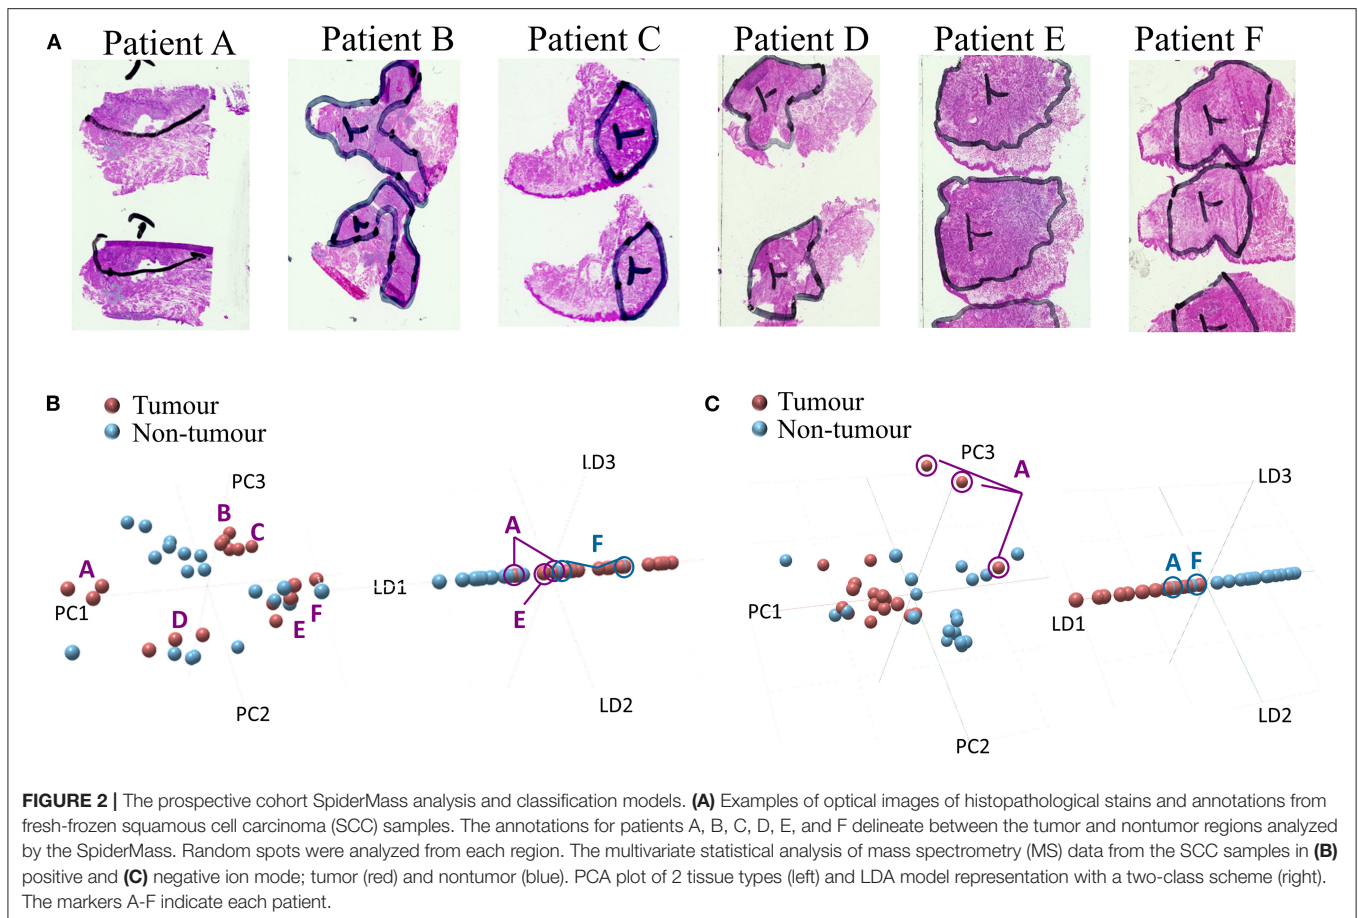 A
Patient A
Patient B
Patient C
Patient D
Patient E
Patient F
T
T
T
T
T
T
T
T
T
T
T
T
T
T
B
Tumour
Non-tumour
PC3
B
C
A
PC1
D
F
E
PC2
LD3
A
F
LD1
E
LD2
C
Tumour
Non-tumour
PC3
A
PC1
PC2
LD3
A F
LD1
LD2
FIGURE 2 | The prospective cohort SpiderMass analysis and classification models. (A) Examples of optical images of histopathological stains and annotations from
fresh-frozen squamous cell carcinoma (SCC) samples. The annotations for patients A, B, C, D, E, and F delineate between the tumor and nontumor regions analyzed
by the SpiderMass. Random spots were analyzed from each region. The multivariate statistical analysis of mass spectrometry (MS) data from the SCC samples in (B)
positive and (C) negative ion mode; tumor (red) and nontumor (blue). PCA plot of 2 tissue types (left) and LDA model representation with a two-class scheme (right).
The markers A-F indicate each patient.